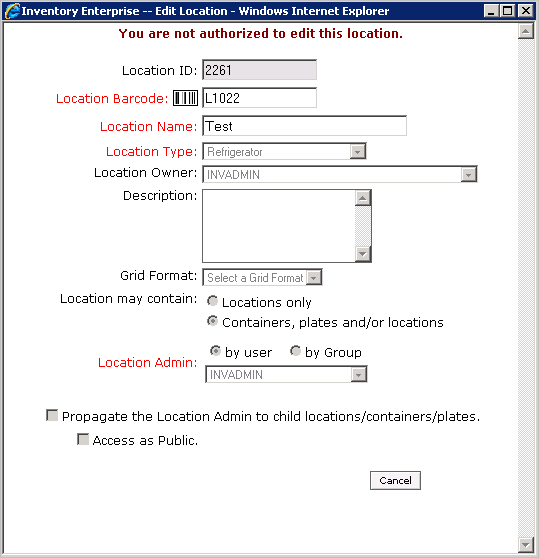 Inventory Enterprise -- Edit Location - Windows Internet Explorer
You are not authorized to edit this location.
Location ID: 2261
Location Barcode: L1022
Location Name: Test
Location Type: Refrigerator
Location Owner: INVADMIN
Description:
Grid Format: Select a Grid Format
Location may contain: Locations only
Containers, plates and/or locations
Location Admin: by user by Group
INVADMIN
Propagate the Location Admin to child locations/containers/plates.
Access as Public.
Cancel